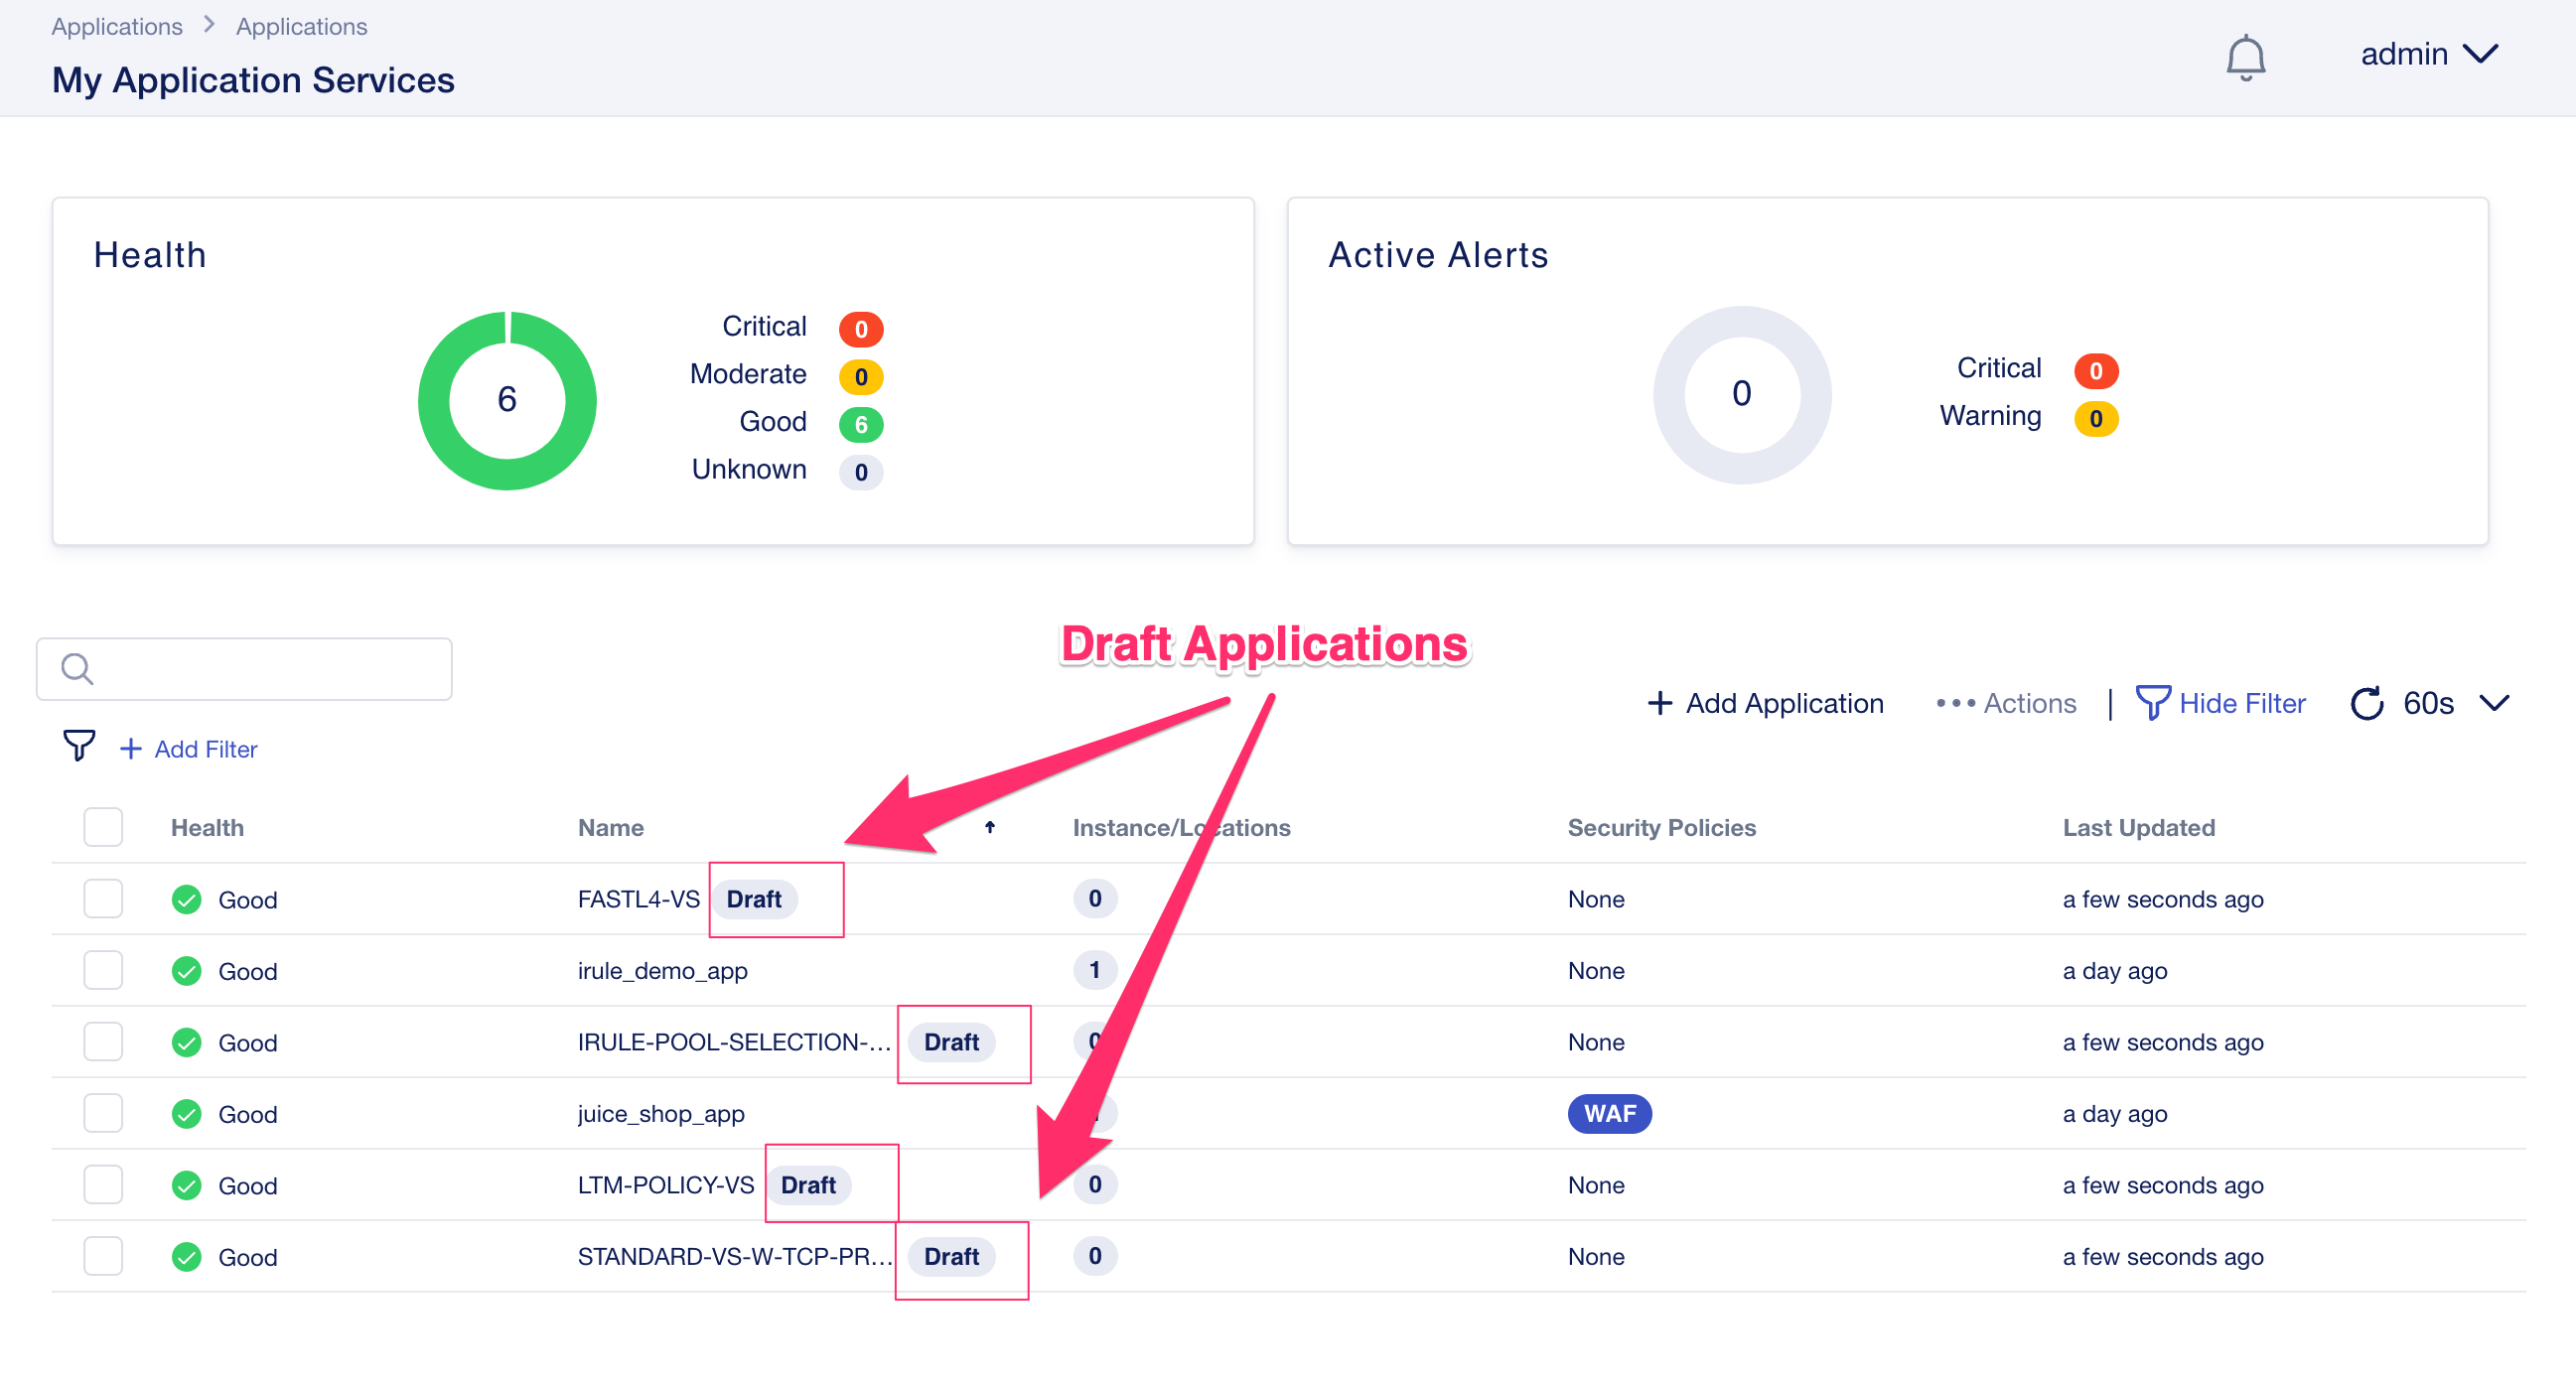 Applications > Applications
My Application Services
admin
Health
6
Critical 0
Moderate 0
Good 6
Unknown 0
Active Alerts
0
Critical 0
Warning 0
Draft Applications
+ Add Application
••• Actions
|
Hide Filter
60s
+ Add Filter
Health Name Instance/Locations Security Policies Last Updated
Good FASTL4-VS Draft 0 None a few seconds ago
Good irule_demo_app 1 None a day ago
Good IRULE-POOL-SELECTION-... Draft 0 None a few seconds ago
Good juice_shop_app WAF a day ago
Good LTM-POLICY-VS Draft 0 None a few seconds ago
Good STANDARD-VS-W-TCP-PR... Draft 0 None a few seconds ago